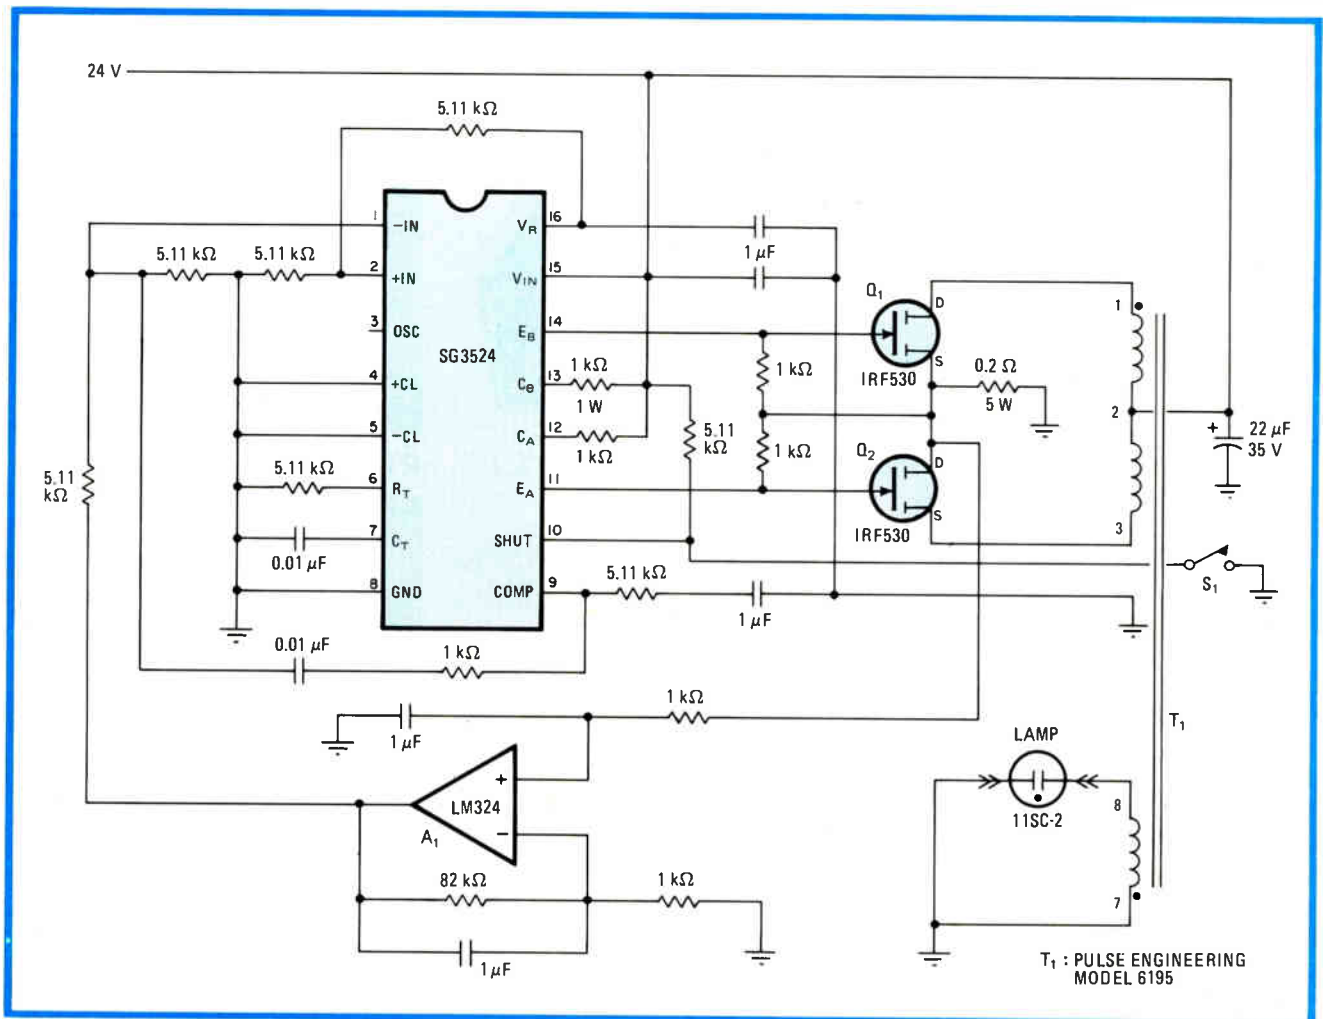 24 V
5.11 kΩ
1 −IN
VR 16
1 µF
5.11 kΩ
5.11 kΩ
2 +IN
VIN 15
Q1
D
S
IRF530
1
3 OSC
EB 14
SG3524
1 kΩ
0.2 Ω
5 W
4 +CL
CB 13
1 kΩ
1 W
2
+
22 µF
35 V
5 −CL
CA 12
1 kΩ
5.11
kΩ
1 kΩ
Q2
D
S
IRF530
5.11
kΩ
5.11 kΩ
6 RT
EA 11
3
7 CT
0.01 µF
SHUT 10
S1
8 GND
COMP 9
5.11 kΩ
1 µF
0.01 µF
1 kΩ
1 kΩ
1 µF
T1
LAMP
11SC-2
8
7
+
LM324
−
A1
82 kΩ
1 kΩ
1 µF
T1 : PULSE ENGINEERING
MODEL 6195